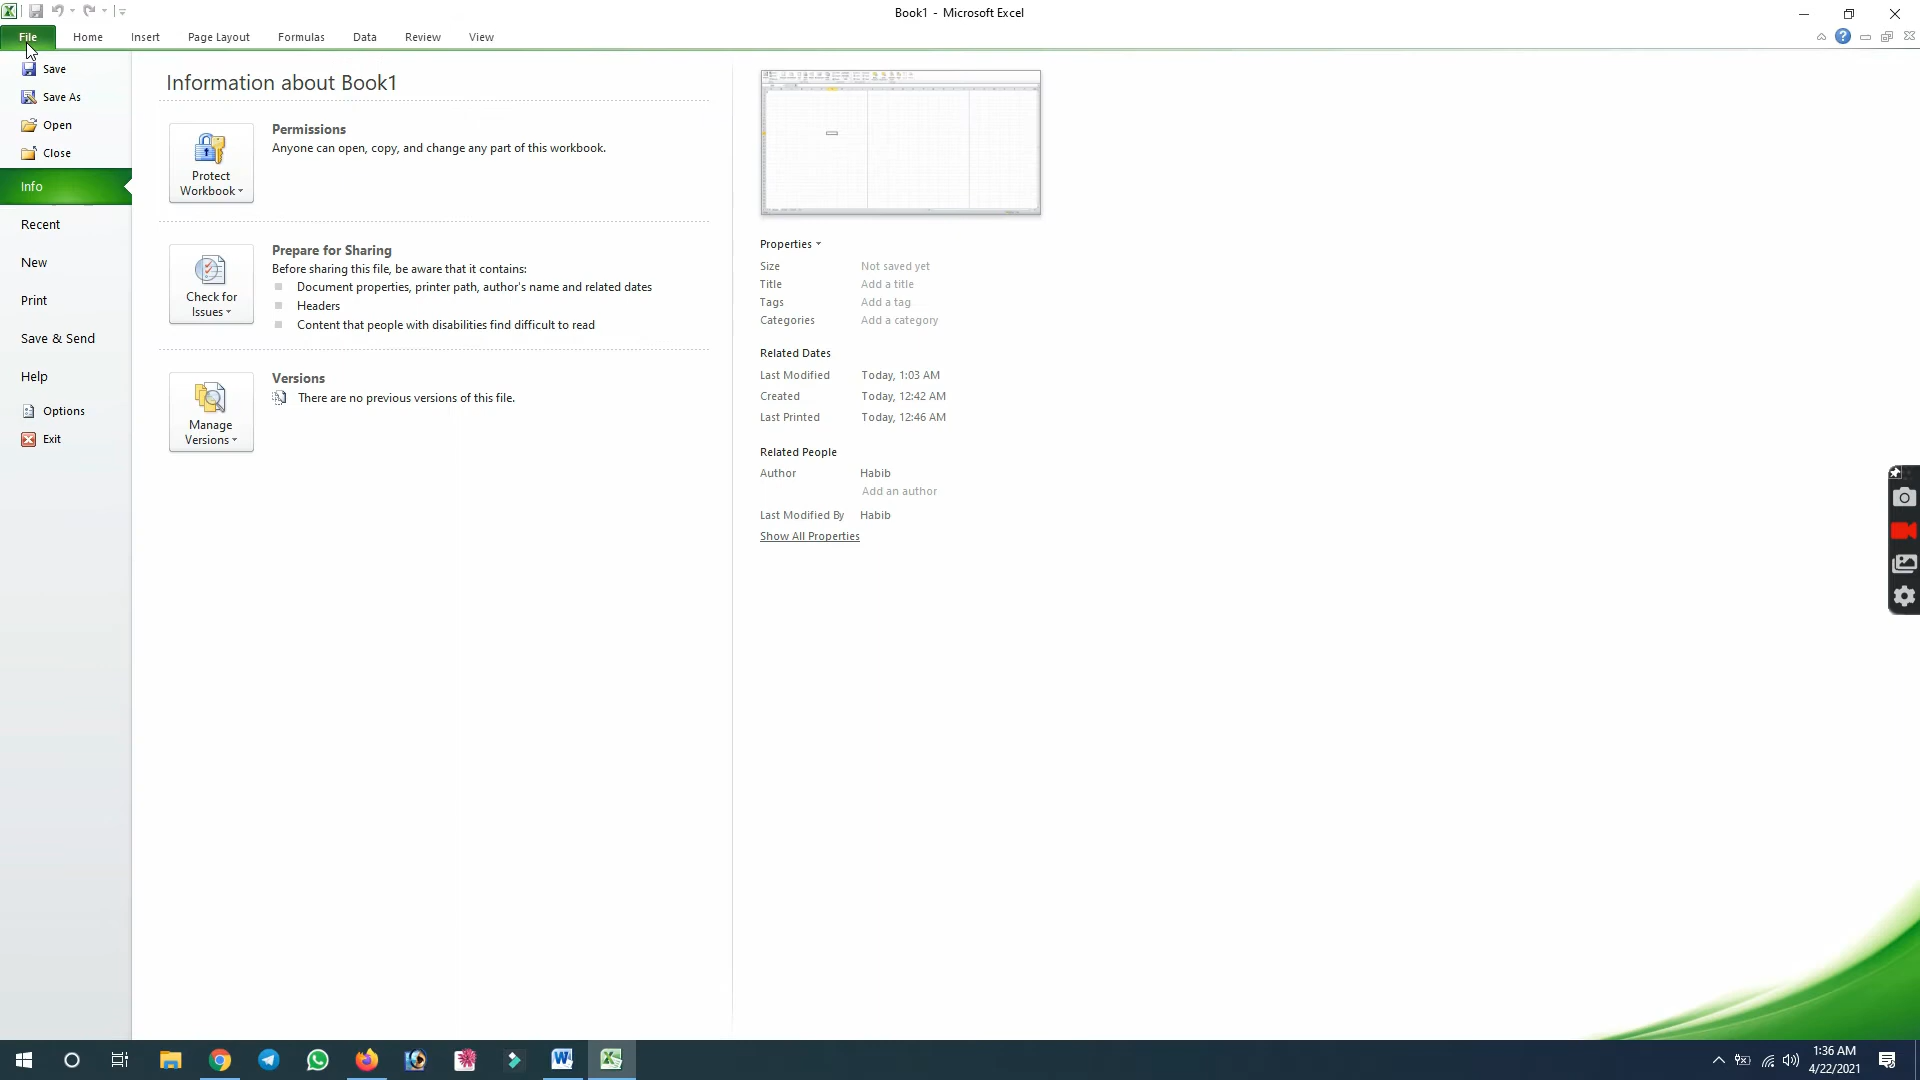 Book1 - Microsoft Excel
File Home Insert Page Layout Formulas Data Review View
Save
Save As
Open
Close
Info
Recent
New
Print
Save & Send
Help
Options
Exit
Information about Book1
Protect
Workbook
Permissions
Anyone can open, copy, and change any part of this workbook.
Check for
Issues
Prepare for Sharing
Before sharing this file, be aware that it contains:
Document properties, printer path, author's name and related dates
Headers
Content that people with disabilities find difficult to read
Manage
Versions
Versions
There are no previous versions of this file.
Properties
Size Not saved yet
Title Add a title
Tags Add a tag
Categories Add a category
Related Dates
Last Modified Today, 1:03 AM
Created Today, 12:42 AM
Last Printed Today, 12:46 AM
Related People
Author Habib
Add an author
Last Modified By Habib
Show All Properties
1:36 AM
4/22/2021